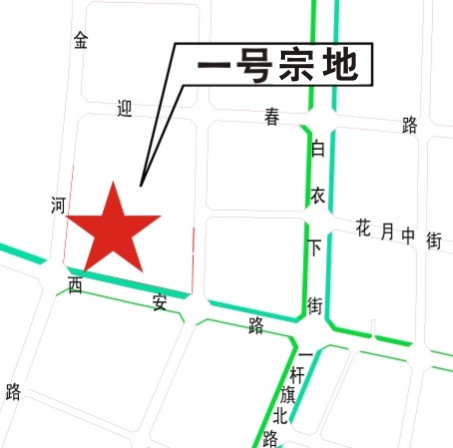 一号宗地
金河路
迎春路
白衣下街
花月中街
西安路
一杆旗北路